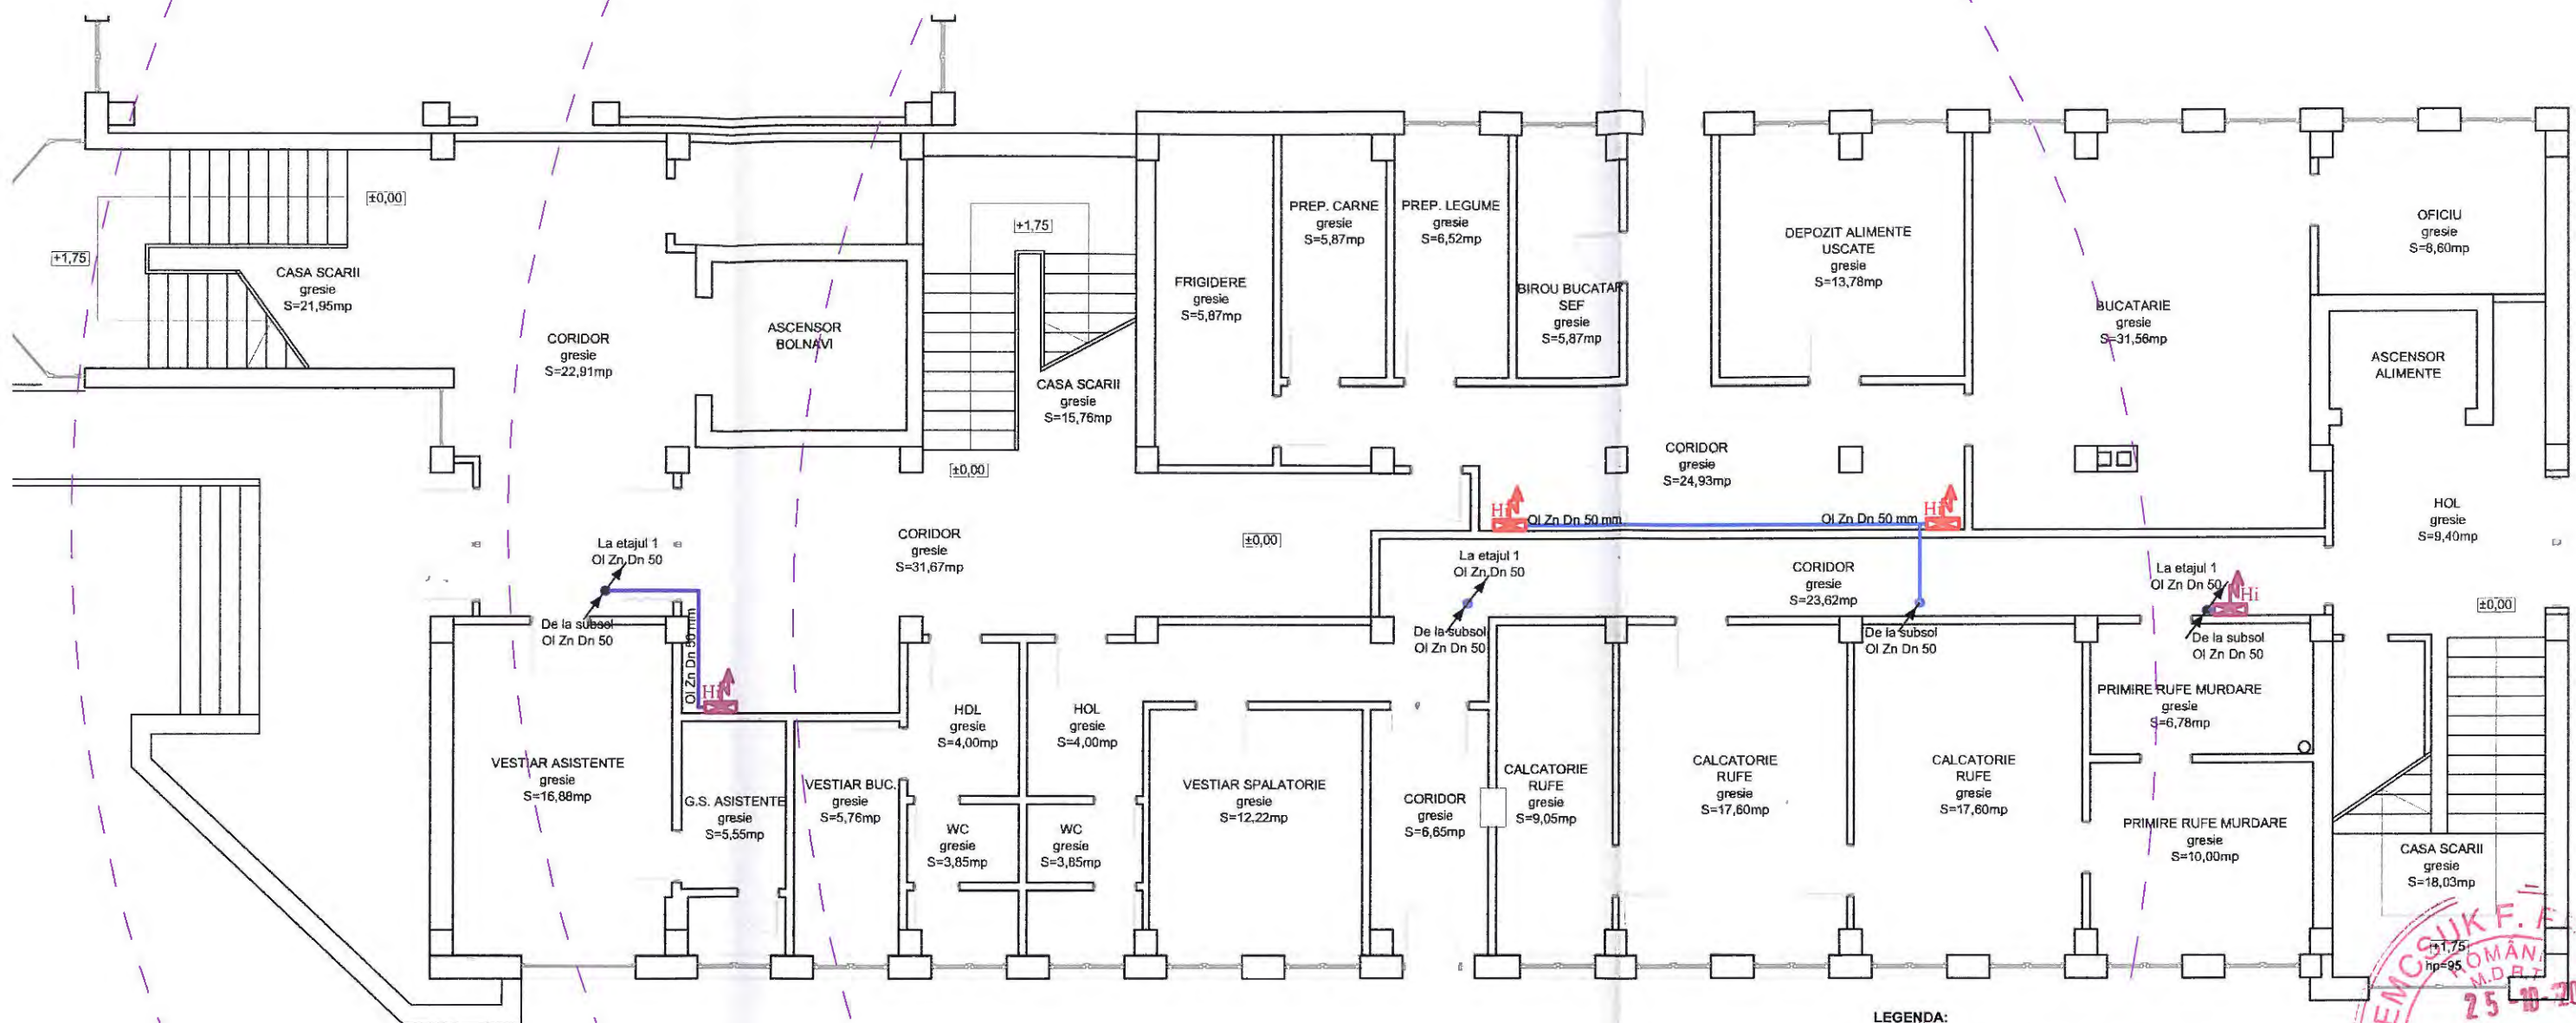 ±0,00
+1,75
CASA SCARII
gresie
S=21,95mp
CORIDOR
gresie
S=22,91mp
ASCENSOR
BOLNAVI
+1,75
CASA SCARII
gresie
S=15,76mp
±0,00
FRIGIDERE
gresie
S=5,87mp
PREP. CARNE
gresie
S=5,87mp
PREP. LEGUME
gresie
S=6,52mp
BIROU BUCATAR
SEF
gresie
S=5,87mp
DEPOZIT ALIMENTE
USCATE
gresie
S=13,78mp
BUCATARIE
gresie
S=31,56mp
OFICIU
gresie
S=8,60mp
ASCENSOR
ALIMENTE
CORIDOR
gresie
S=24,93mp
HOL
gresie
S=9,40mp
Hi
Ol Zn Dn 50 mm
Ol Zn Dn 50 mm
Hi
La etajul 1
Ol Zn Dn 50
De la subsol
Ol Zn Dn 50
Ol Zn Dn 50 mm
Hi
CORIDOR
gresie
S=31,67mp
±0,00
La etajul 1
Ol Zn Dn 50
De la subsol
Ol Zn Dn 50
CORIDOR
gresie
S=23,62mp
De la subsol
Ol Zn Dn 50
La etajul 1
Ol Zn Dn 50
Hi
De la subsol
Ol Zn Dn 50
±0,00
VESTIAR ASISTENTE
gresie
S=16,88mp
G.S. ASISTENTE
gresie
S=5,55mp
VESTIAR BUC.
gresie
S=5,76mp
HOL
gresie
S=4,00mp
HOL
gresie
S=4,00mp
WC
gresie
S=3,85mp
WC
gresie
S=3,85mp
VESTIAR SPALATORIE
gresie
S=12,22mp
CORIDOR
gresie
S=6,65mp
CALCATORIE
RUFE
gresie
S=9,05mp
CALCATORIE
RUFE
gresie
S=17,60mp
CALCATORIE
RUFE
gresie
S=17,60mp
PRIMIRE RUFE MURDARE
gresie
S=6,78mp
PRIMIRE RUFE MURDARE
gresie
S=10,00mp
CASA SCARII
gresie
S=18,03mp
+1,75
hp=95
EMCSUK F. F
ROMÂN
M.D.R.T
25-10-20
LEGENDA: